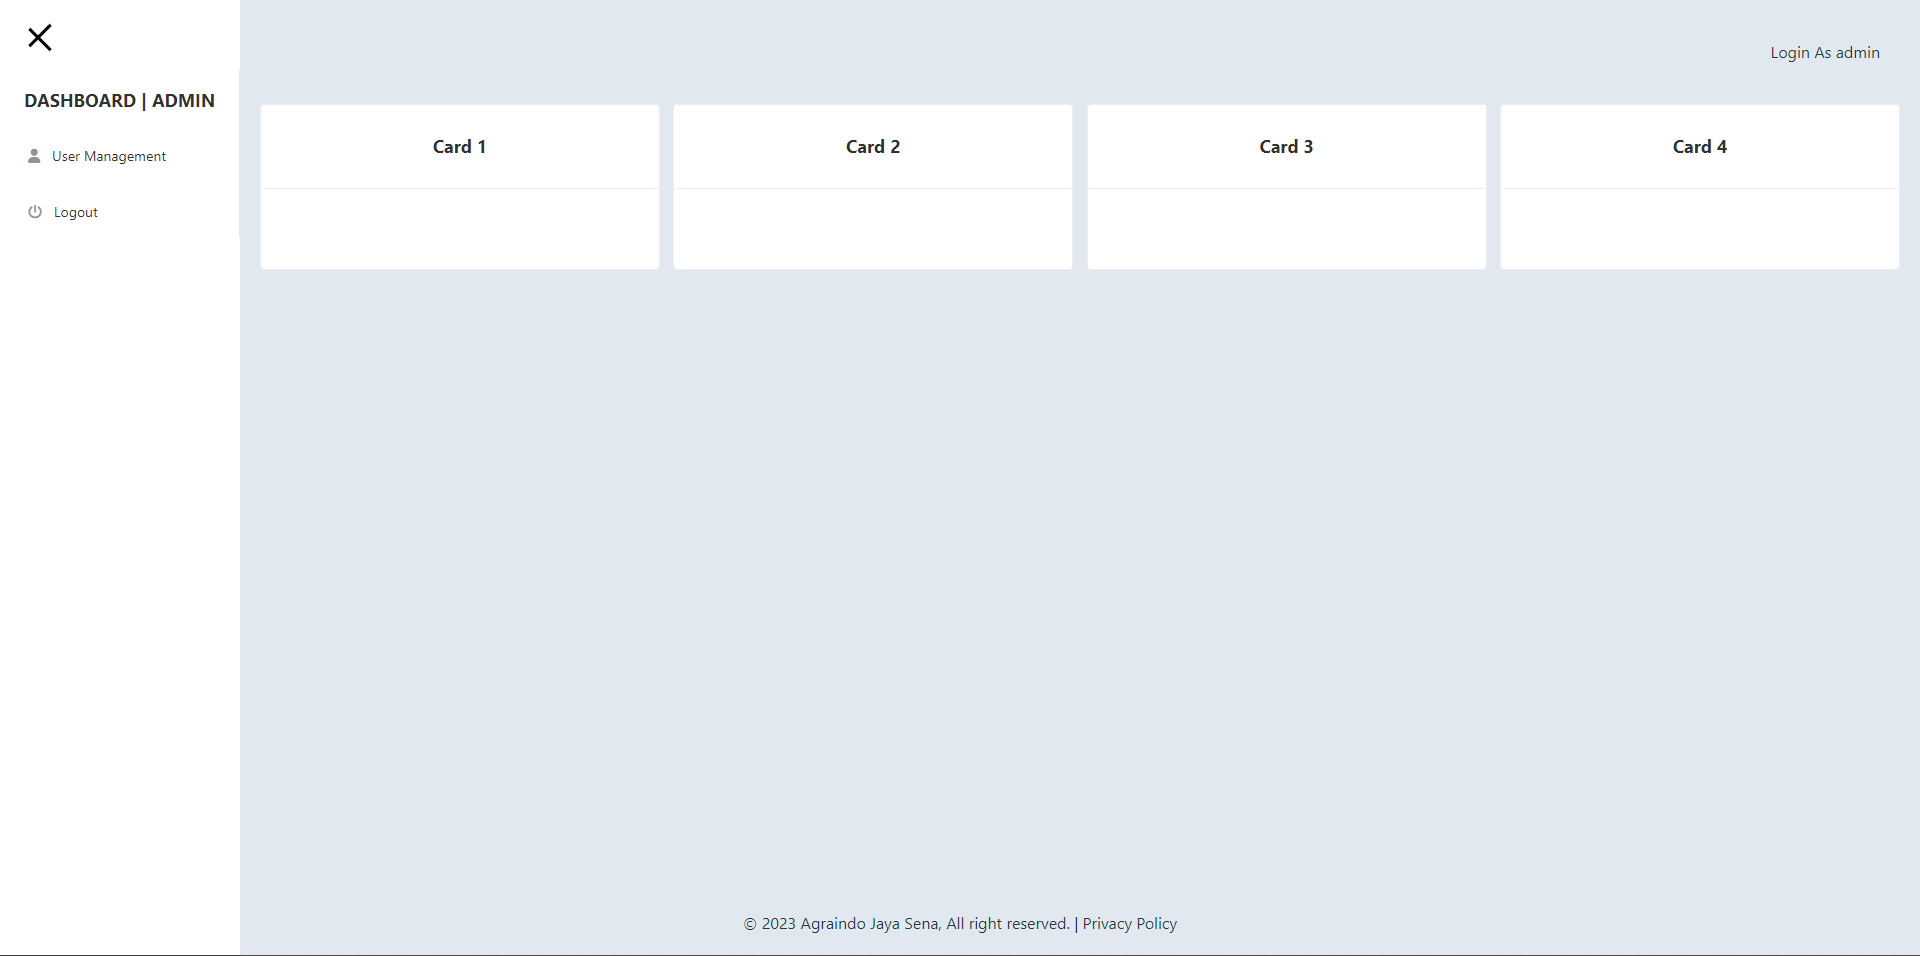 DASHBOARD | ADMIN
User Management
Logout
Login As admin
Card 1
Card 2
Card 3
Card 4
© 2023 Agraindo Jaya Sena, All right reserved. | Privacy Policy